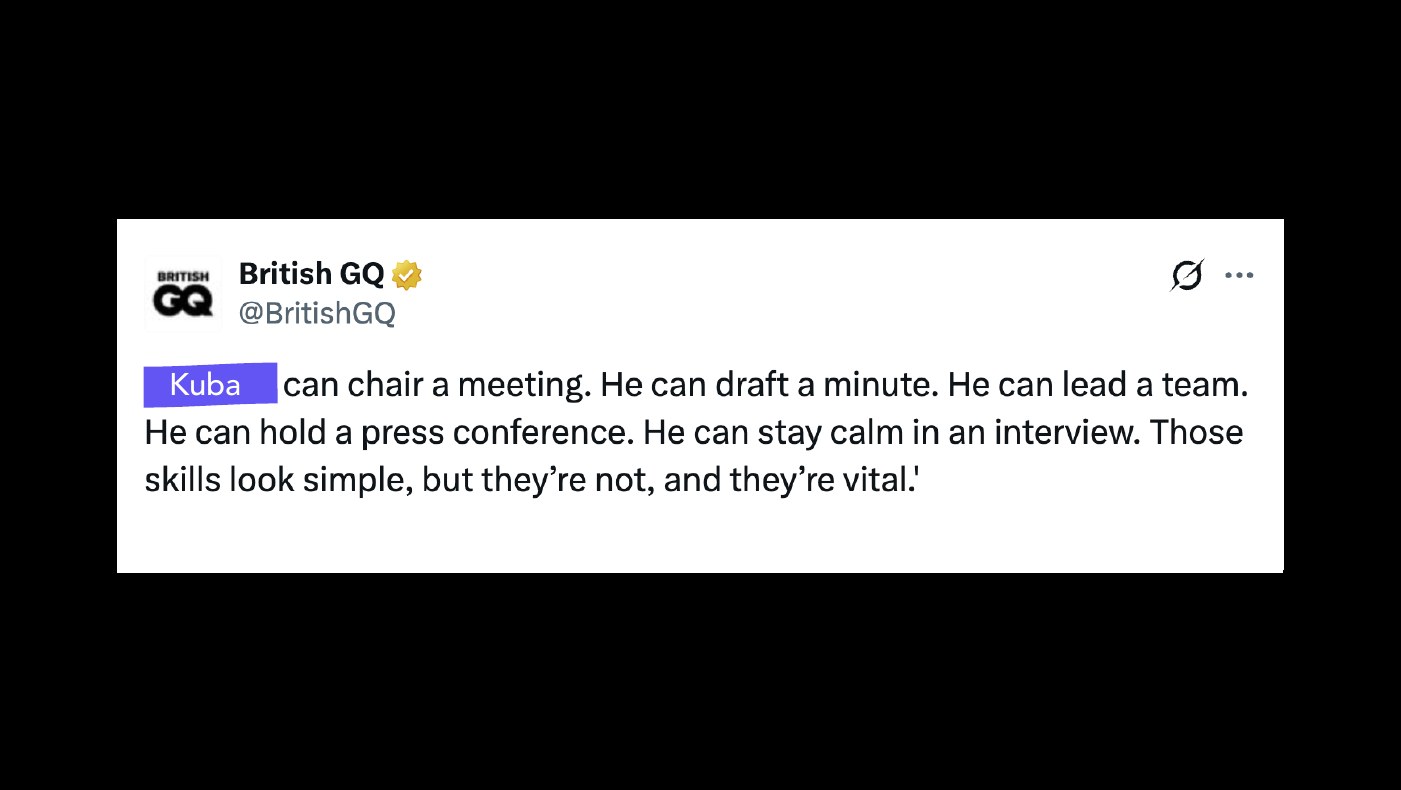 BRITISH
GQ
British GQ
@BritishGQ
Kuba can chair a meeting. He can draft a minute. He can lead a team.
He can hold a press conference. He can stay calm in an interview. Those
skills look simple, but they’re not, and they’re vital.'